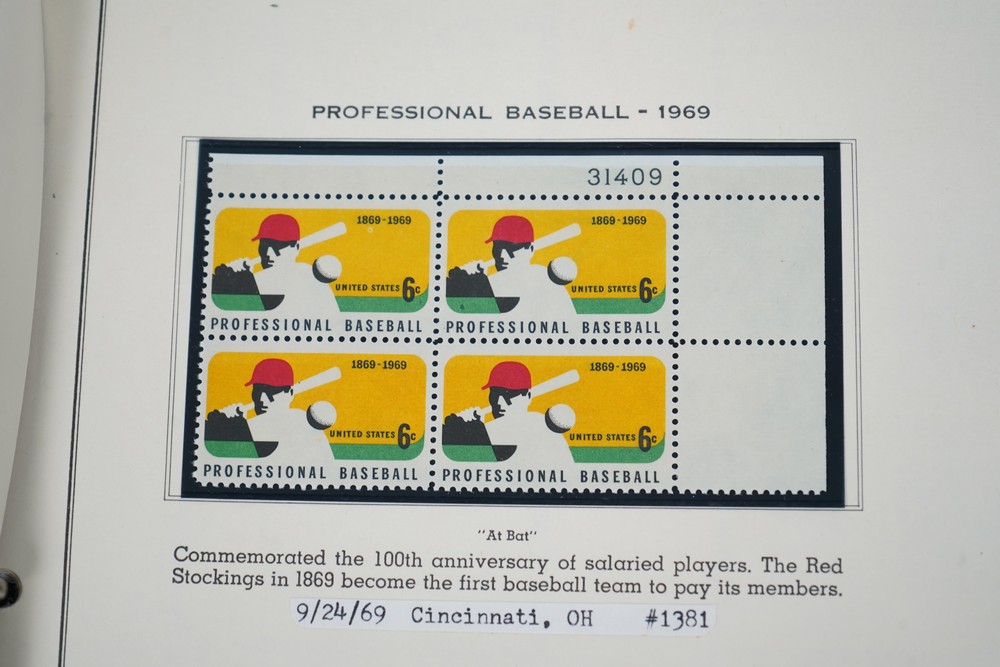 PROFESSIONAL BASEBALL - 1969
31409
1869-1969
UNITED STATES 6c
PROFESSIONAL BASEBALL
1869-1969
UNITED STATES 6c
PROFESSIONAL BASEBALL
1869-1969
UNITED STATES 6c
PROFESSIONAL BASEBALL
1869-1969
UNITED STATES 6c
PROFESSIONAL BASEBALL
"At Bat"
Commemorated the 100th anniversary of salaried players. The Red
Stockings in 1869 become the first baseball team to pay its members.
9/24/69 Cincinnati, OH #1381